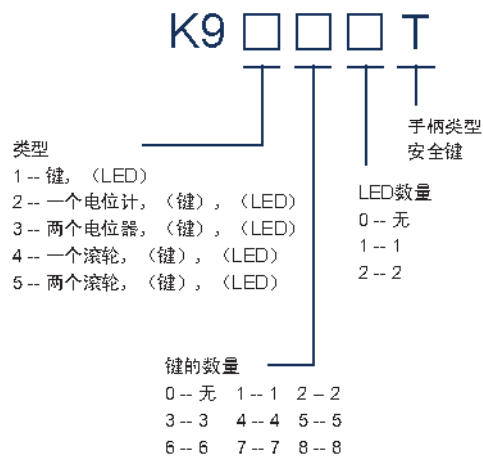 K9 □ □ □ T
手柄类型
安全键
类型
1 -- 键，（LED）
2 -- 一个电位计，（键），（LED）
3 -- 两个电位器，（键），（LED）
4 -- 一个滚轮，（键），（LED）
5 -- 两个滚轮，（键），（LED）
LED数量
0 -- 无
1 -- 1
2 -- 2
键的数量
0 -- 无 1 -- 1 2 -- 2
3 -- 3 4 -- 4 5 -- 5
6 -- 6 7 -- 7 8 -- 8